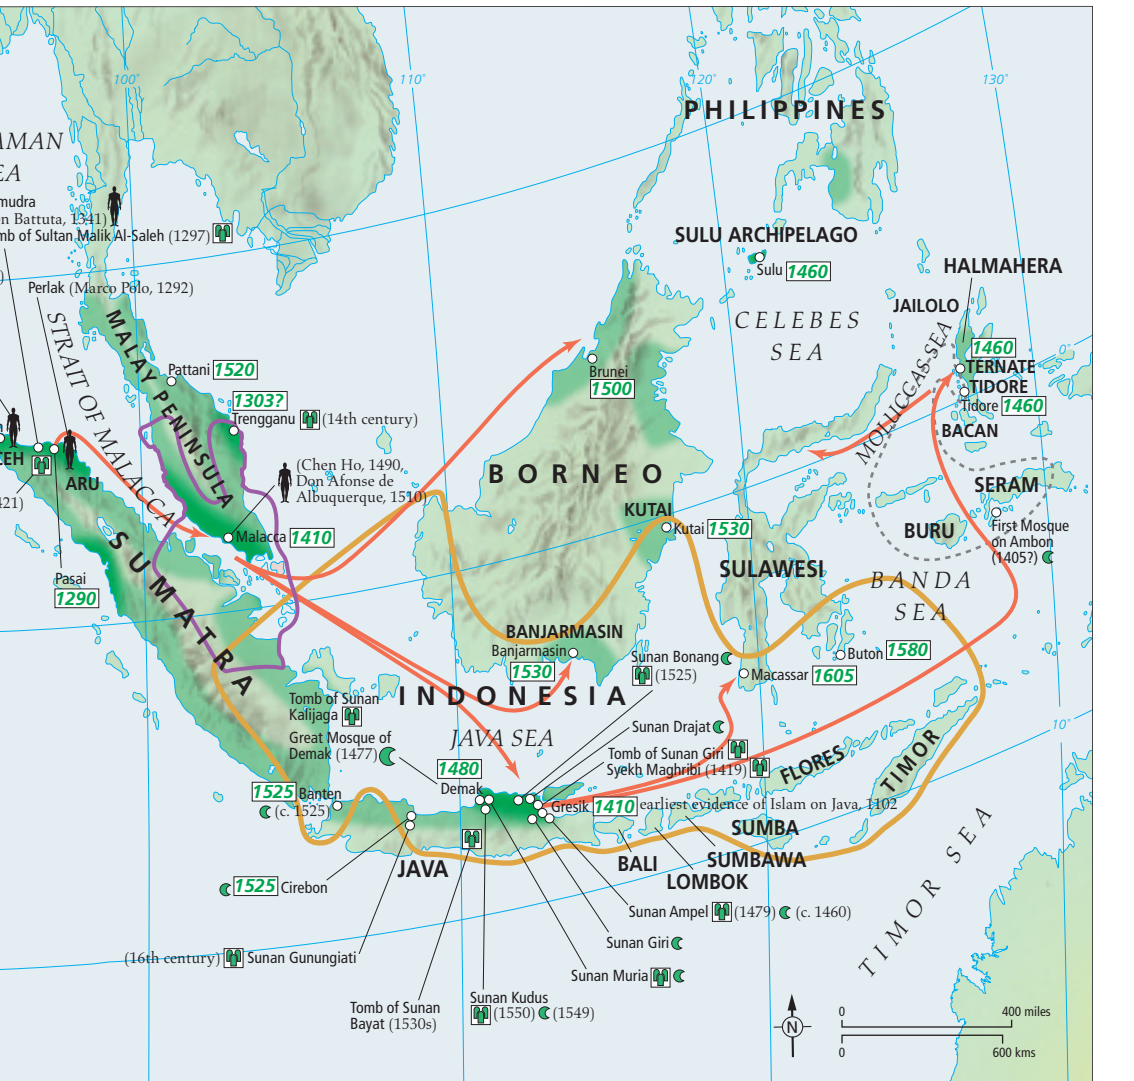 100°
110°
120°
130°
PHILIPPINES
AMAN
EA
mudra
n Battuta, 1341)
mb of Sultan Malik Al-Saleh (1297)
)
Perlak (Marco Polo, 1292)
SULU ARCHIPELAGO
Sulu 1460
HALMAHERA
JAILOLO
CELEBES
SEA
STRAIT OF MALACCA
MALAY PENINSULA
MOLUCCAS SEA
0°
1460
TERNATE
TIDORE
Tidore 1460
BACAN
Pattani 1520
1303?
Trengganu (14th century)
Brunei
1500
CEH
ARU
421)
(Chen Ho, 1490,
Don Afonse de
Albuquerque, 1510)
BORNEO
SERAM
KUTAI
Kutai 1530
First Mosque
on Ambon
(1405?)
BURU
Malacca 1410
SUMATRA
SULAWESI
BANDA
SEA
Pasai
1290
BANJARMASIN
Banjarmasin
1530
Sunan Bonang
(1525)
Buton 1580
Macassar 1605
INDONESIA
Tomb of Sunan
Kalijaga
Great Mosque of
Demak (1477)
JAVA SEA
Sunan Drajat
10°
Tomb of Sunan Giri
Syekh Maghribi (1419)
FLORES
TIMOR
1480
Demak
1525 Banten
(c. 1525)
Gresik 1410 earliest evidence of Islam on Java, 1102
SUMBA
SUMBAWA
BALI
LOMBOK
JAVA
TIMOR SEA
1525 Cirebon
Sunan Ampel (1479) (c. 1460)
Sunan Giri
(16th century) Sunan Gunungiati
Sunan Muria
Tomb of Sunan
Bayat (1530s)
Sunan Kudus
(1550) (1549)
N
0 400 miles
0 600 kms